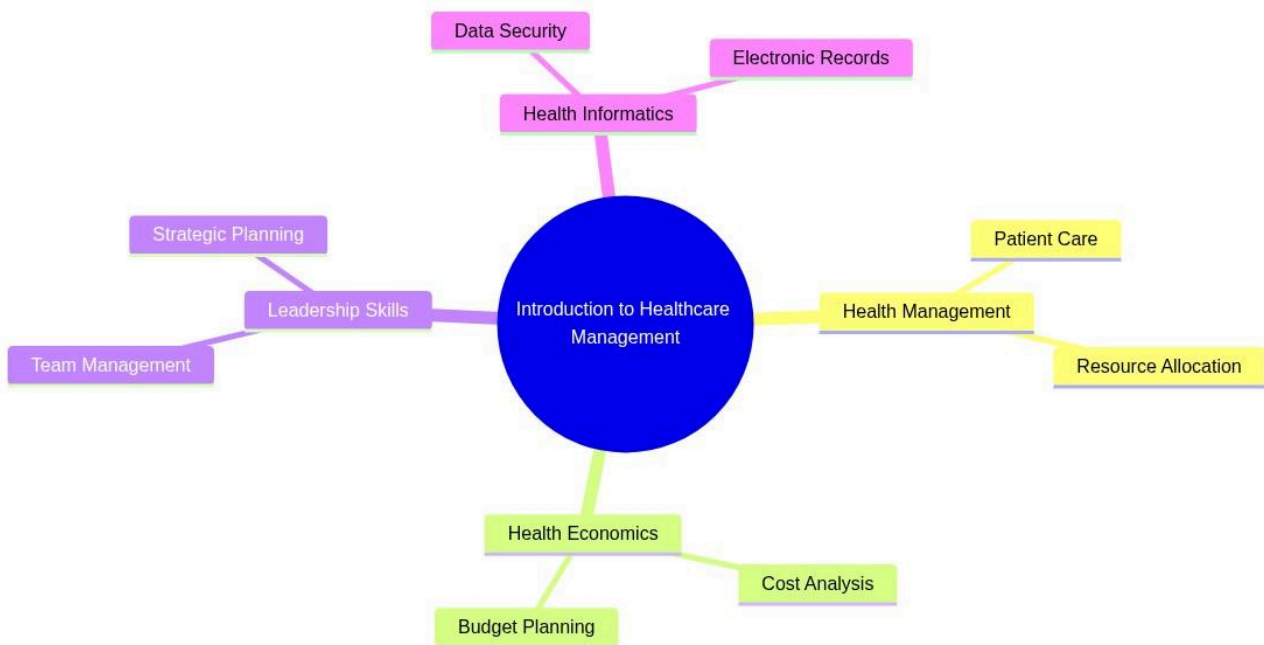 Data Security
Electronic Records
Health Informatics
Strategic Planning
Patient Care
Leadership Skills
Introduction to Healthcare
Management
Health Management
Team Management
Resource Allocation
Health Economics
Cost Analysis
Budget Planning